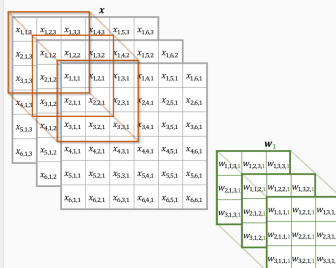 x
x1,1,3 x1,2,3 x1,2,2 x1,4,3 x1,5,3 x1,6,3
x2,1,3 x1,1,2 x1,2,2 x1,3,2 x1,4,2 x1,5,2 x1,6,2
x3,1,3 x2,1,2 x1,1,1 x1,2,1 x1,3,1 x1,4,1 x1,5,1 x1,6,1
x4,1,3 x3,1,2 x2,1,1 x2,2,1 x2,3,1 x2,4,1 x2,5,1 x2,6,1
x5,1,3 x4,1,2 x3,1,1 x3,2,1 x3,3,1 x3,4,1 x3,5,1 x3,6,1
x6,1,3 x5,1,2 x4,2,1 x4,2,1 x4,3,1 x4,4,1 x4,5,1 x4,6,1
x6,1,2 x5,1,1 x5,2,1 x5,3,1 x5,4,1 x5,5,1 x5,6,1
x6,1,1 x6,2,1 x6,3,1 x6,4,1 x6,5,1 x6,6,1
w1
w1,1,3,1 w1,2,3,1 w1,3,3,1
w2,1,3,1 w1,1,2,1 w1,2,2,1 w1,3,2,1
w3,1,3,1 w2,1,2,1 w1,1,1,1 w1,2,1,1
w3,1,2,1 w2,1,1,1 w2,2,1,1
w3,1,1,1 w3,2,1,1